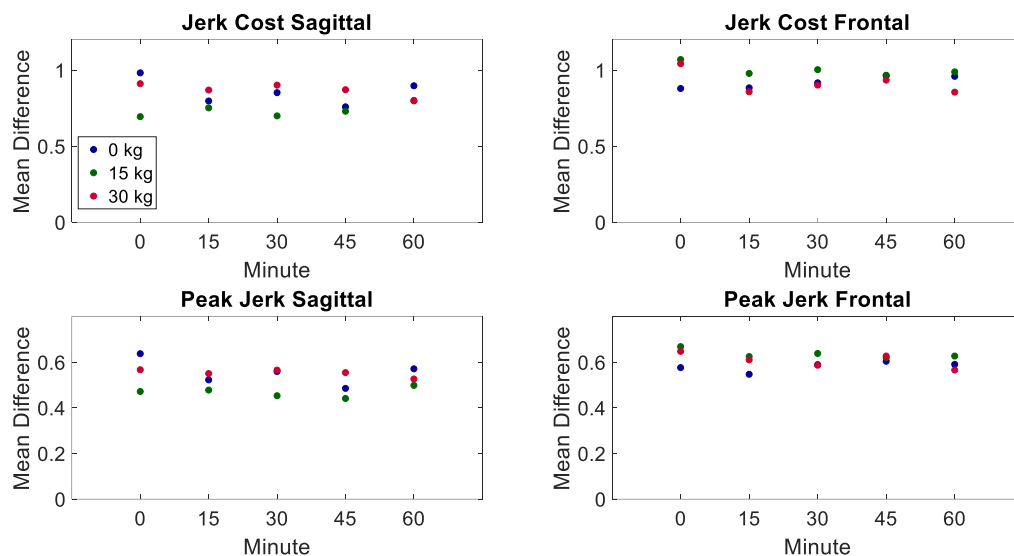 Jerk Cost Sagittal
Mean Difference
1
0.5
0
0 kg
15 kg
30 kg
0 15 30 45 60
Minute
Jerk Cost Frontal
Mean Difference
1
0.5
0
0 15 30 45 60
Minute
Peak Jerk Sagittal
Mean Difference
0.6
0.4
0.2
0
0 15 30 45 60
Minute
Peak Jerk Frontal
Mean Difference
0.6
0.4
0.2
0
0 15 30 45 60
Minute